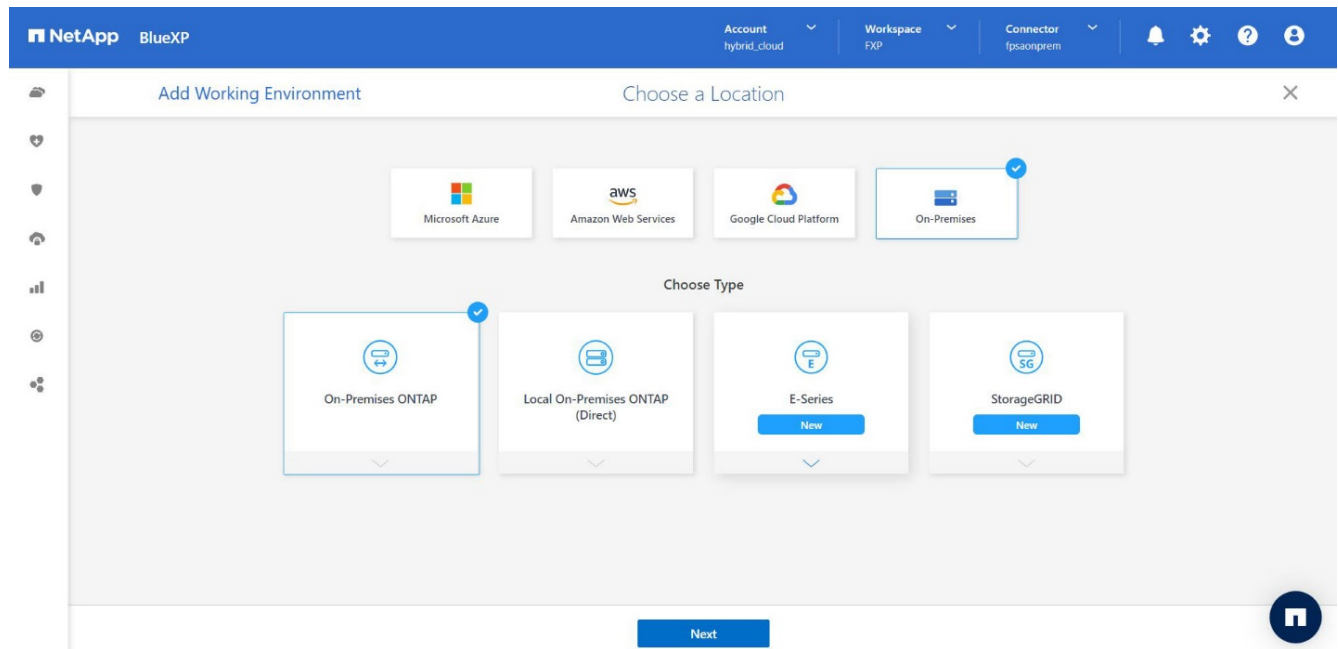 NetApp BlueXP
Account
hybrid_cloud
Workspace
FXP
Connector
fpsaonprem
Add Working Environment
Choose a Location
Microsoft Azure
aws
Amazon Web Services
Google Cloud Platform
On-Premises
Choose Type
On-Premises ONTAP
Local On-Premises ONTAP
(Direct)
E
E-Series
New
SG
StorageGRID
New
Next